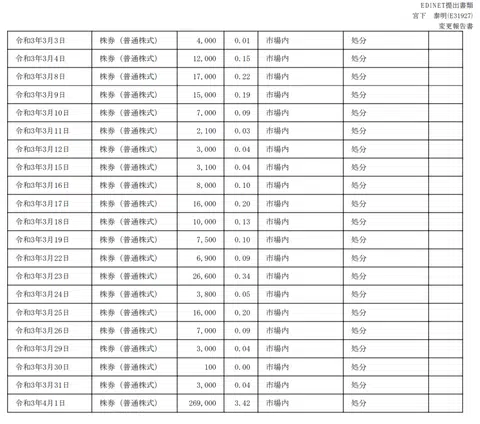 EDINET提出書類
宮下 泰明(E31927)
変更報告書
令和3年3月3日 株券（普通株式） 4,000 0.01 市場内 処分
令和3年3月4日 株券（普通株式） 12,000 0.15 市場内 処分
令和3年3月8日 株券（普通株式） 17,000 0.22 市場内 処分
令和3年3月9日 株券（普通株式） 15,000 0.19 市場内 処分
令和3年3月10日 株券（普通株式） 7,000 0.09 市場内 処分
令和3年3月11日 株券（普通株式） 2,100 0.03 市場内 処分
令和3年3月12日 株券（普通株式） 3,000 0.04 市場内 処分
令和3年3月15日 株券（普通株式） 3,100 0.04 市場内 処分
令和3年3月16日 株券（普通株式） 8,000 0.10 市場内 処分
令和3年3月17日 株券（普通株式） 16,000 0.20 市場内 処分
令和3年3月18日 株券（普通株式） 10,000 0.13 市場内 処分
令和3年3月19日 株券（普通株式） 7,500 0.10 市場内 処分
令和3年3月22日 株券（普通株式） 6,900 0.09 市場内 処分
令和3年3月23日 株券（普通株式） 26,600 0.34 市場内 処分
令和3年3月24日 株券（普通株式） 3,800 0.05 市場内 処分
令和3年3月25日 株券（普通株式） 16,000 0.20 市場内 処分
令和3年3月26日 株券（普通株式） 7,000 0.09 市場内 処分
令和3年3月29日 株券（普通株式） 3,000 0.04 市場内 処分
令和3年3月30日 株券（普通株式） 100 0.00 市場内 処分
令和3年3月31日 株券（普通株式） 3,000 0.04 市場内 処分
令和3年4月1日 株券（普通株式） 269,000 3.42 市場内 処分